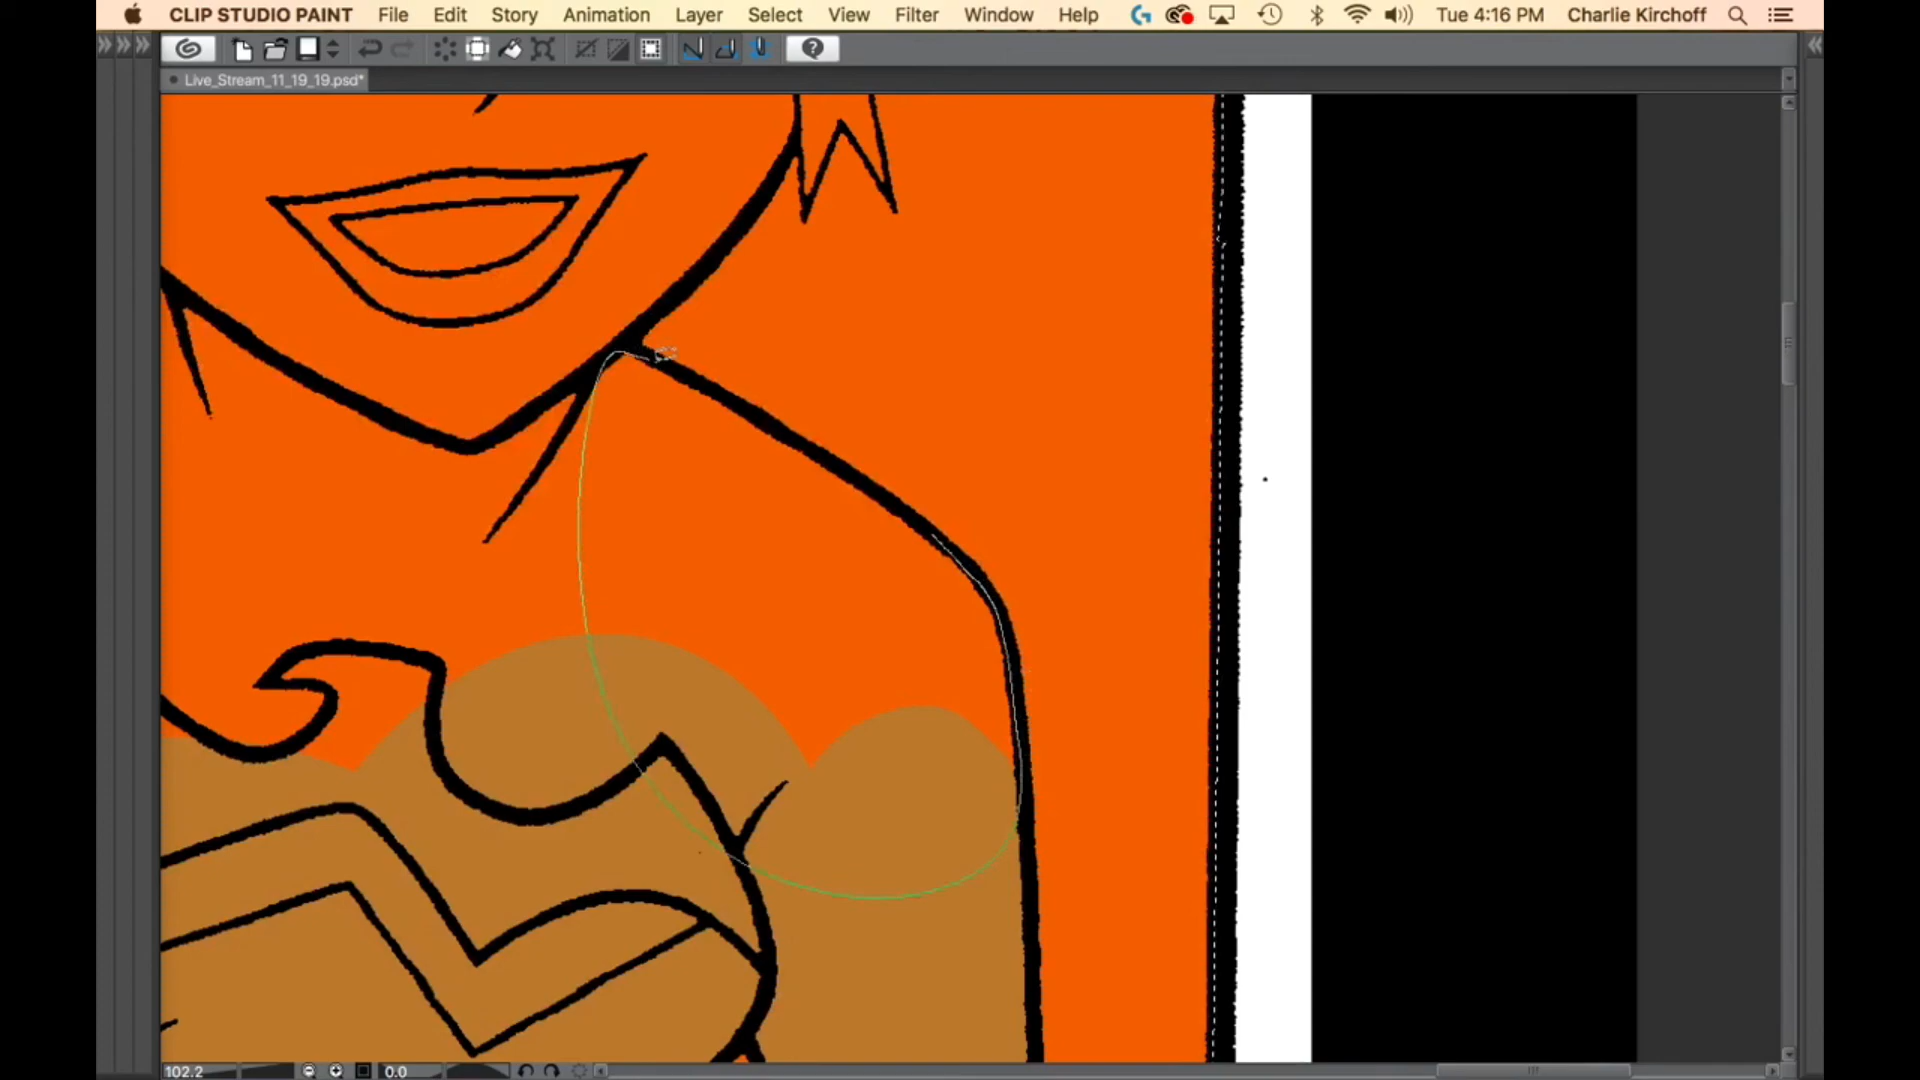 CLIP STUDIO PAINT File Edit Story Animation Layer Select View Filter Window Help Tue 4:16 PM Charlie Kirchoff
Live_Stream_11_19_19.psd*
102.2 0.0